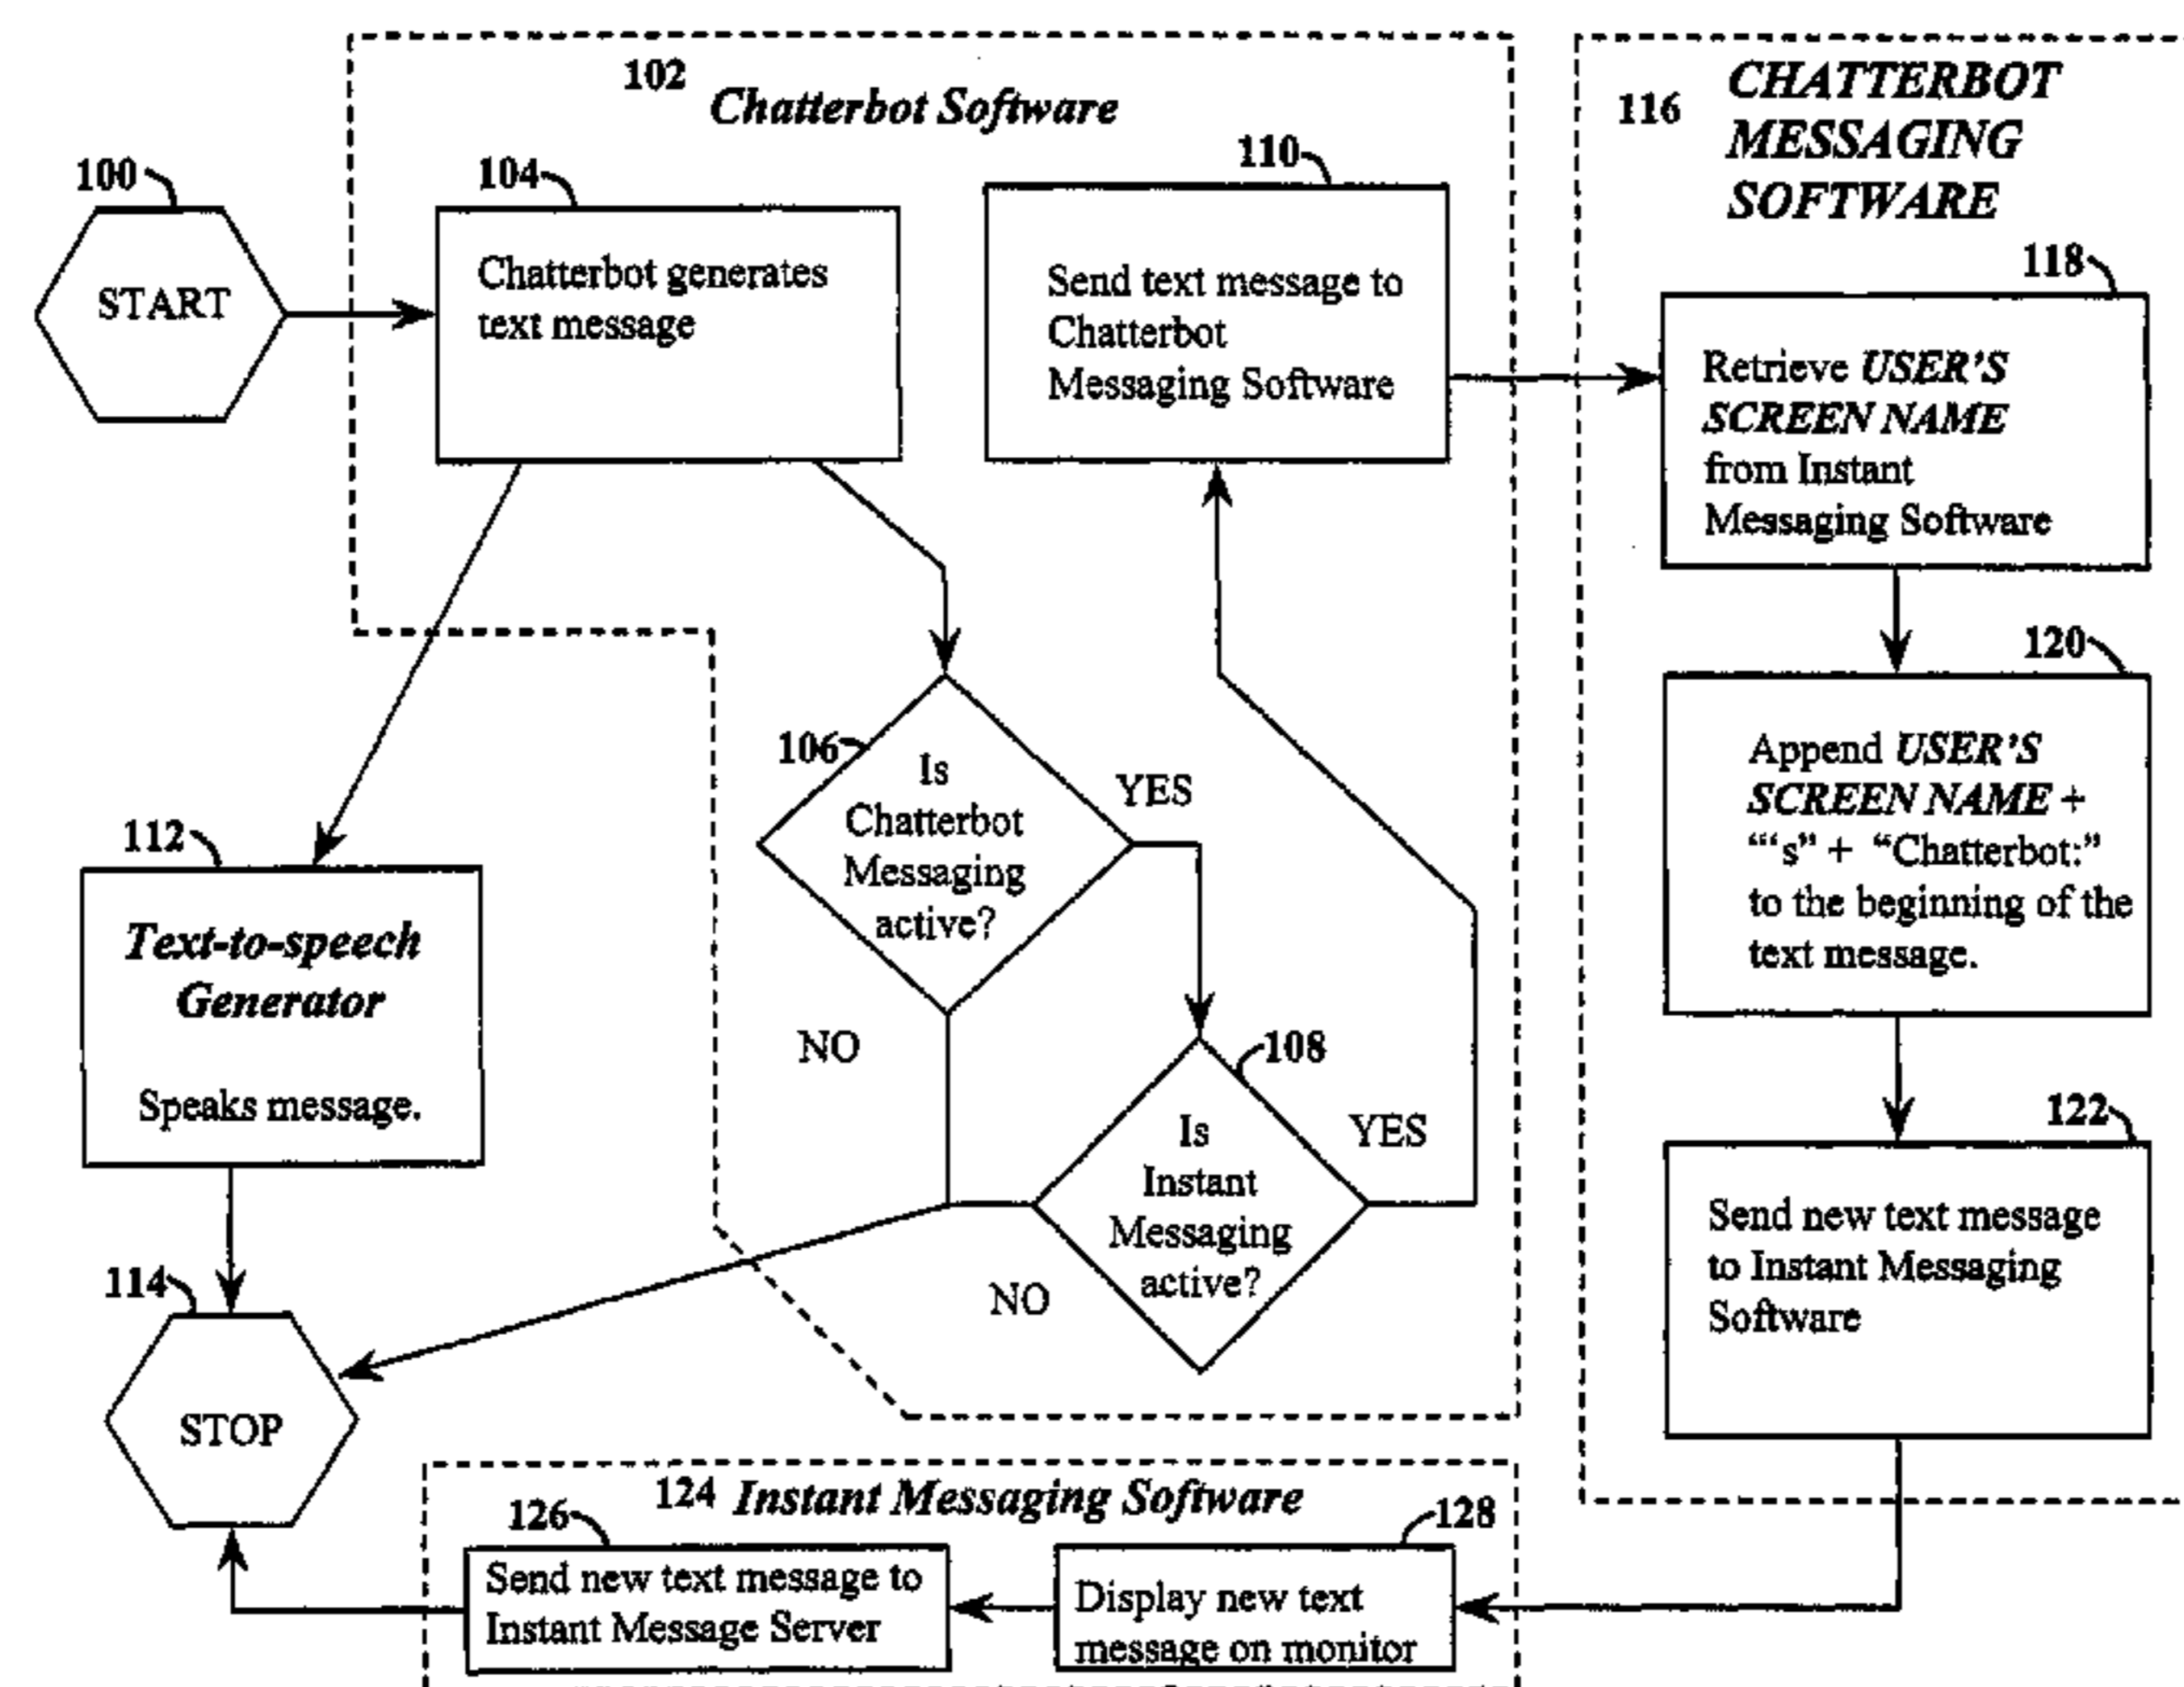 102
Chatterbot Software
116
CHATTERBOT
MESSAGING
SOFTWARE
100
START
104
Chatterbot generates
text message
110
Send text message to
Chatterbot
Messaging Software
118
Retrieve USER’S
SCREEN NAME
from Instant
Messaging Software
120
Append USER’S
SCREEN NAME +
“‘s” + “Chatterbot:”
to the beginning of the
text message.
106
Is
Chatterbot
Messaging
active?
YES
NO
112
Text-to-speech
Generator
Speaks message.
108
Is
Instant
Messaging
active?
YES
NO
122
Send new text message
to Instant Messaging
Software
114
STOP
124 Instant Messaging Software
126
Send new text message to
Instant Message Server
128
Display new text
message on monitor